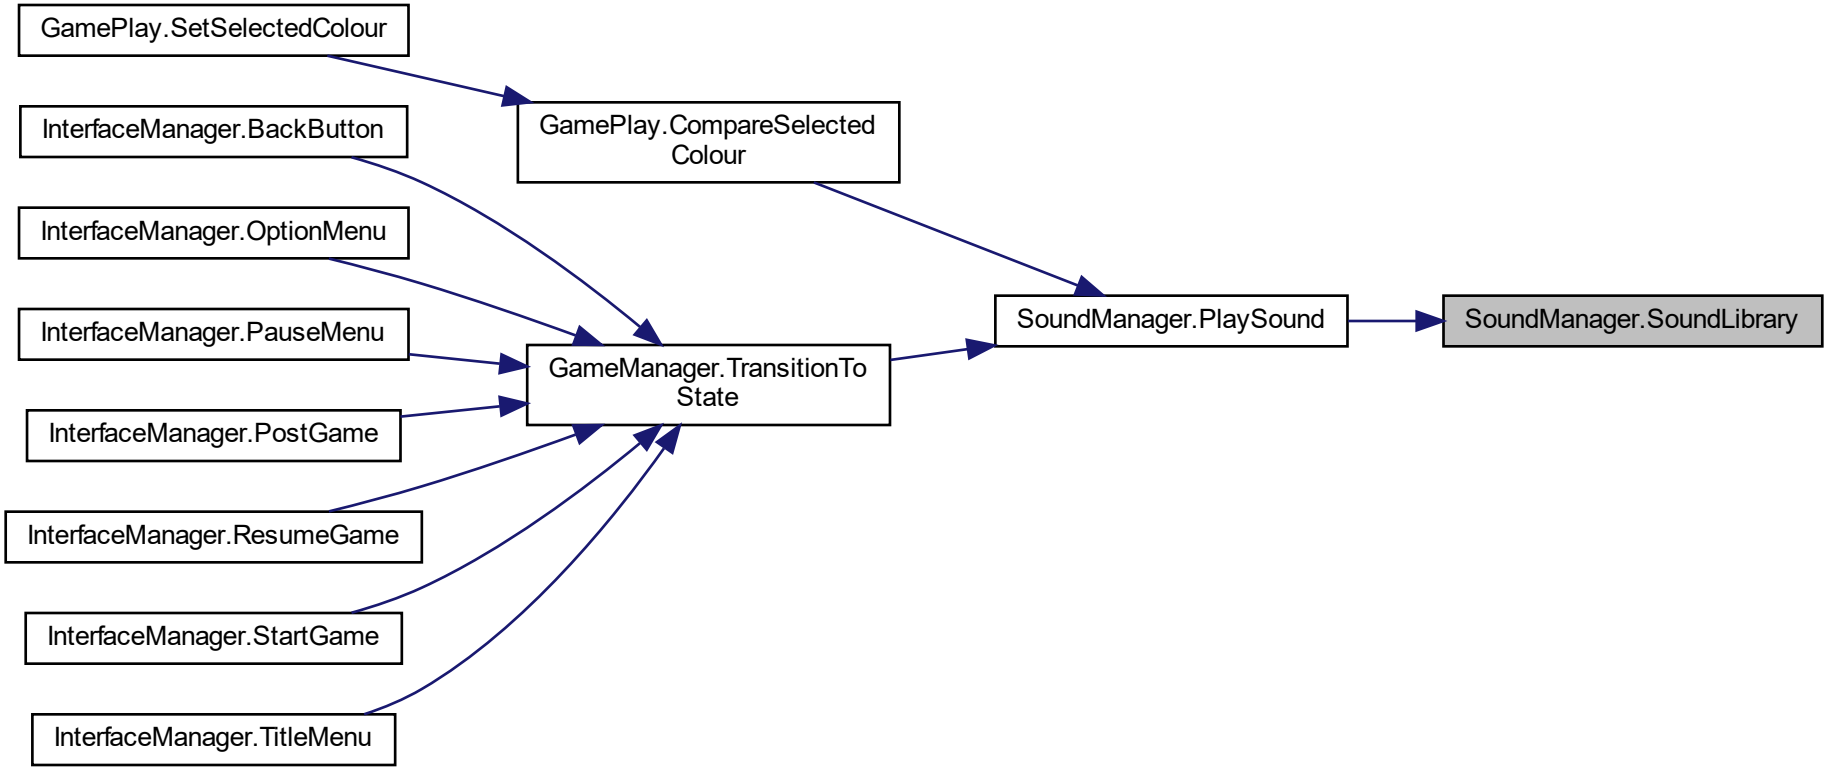 GamePlay.SetSelectedColour
InterfaceManager.BackButton
InterfaceManager.OptionMenu
InterfaceManager.PauseMenu
InterfaceManager.PostGame
InterfaceManager.ResumeGame
InterfaceManager.StartGame
InterfaceManager.TitleMenu
GamePlay.CompareSelected
Colour
GameManager.TransitionTo
State
SoundManager.PlaySound
SoundManager.SoundLibrary